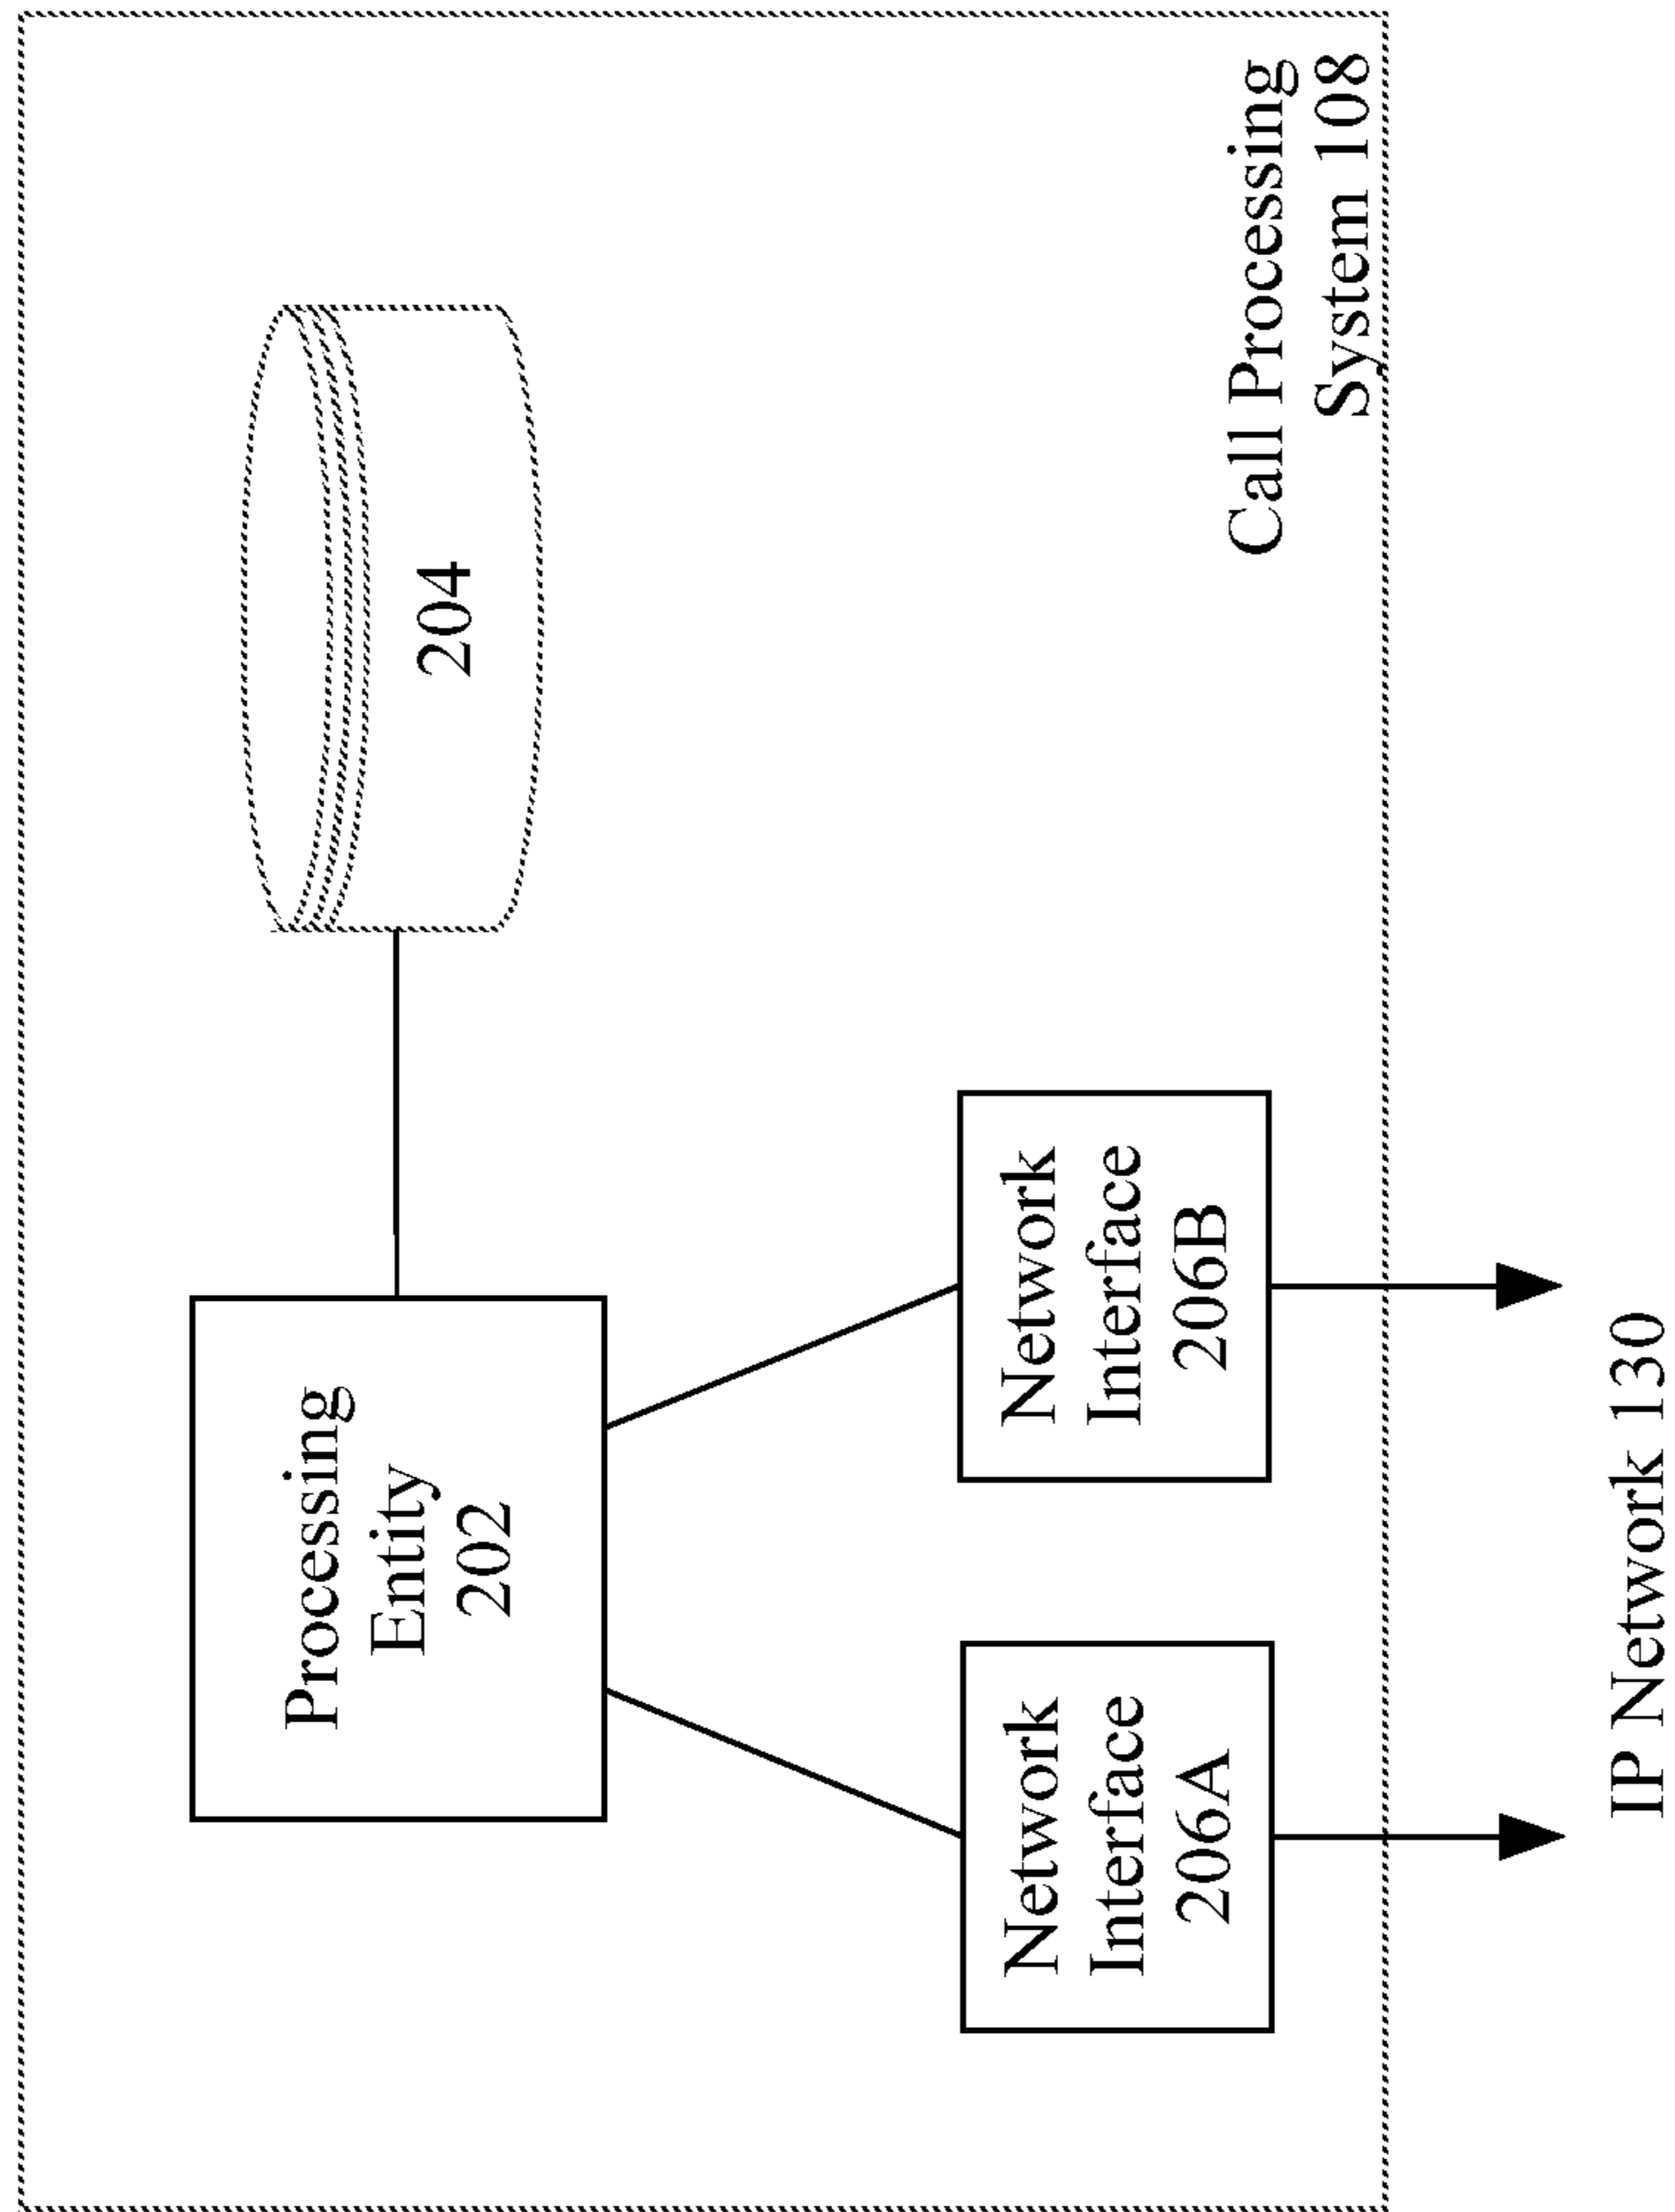 Processing
Entity
202
204
Network
Interface
206A
Network
Interface
206B
Call Processing
System 108
IP Network 130